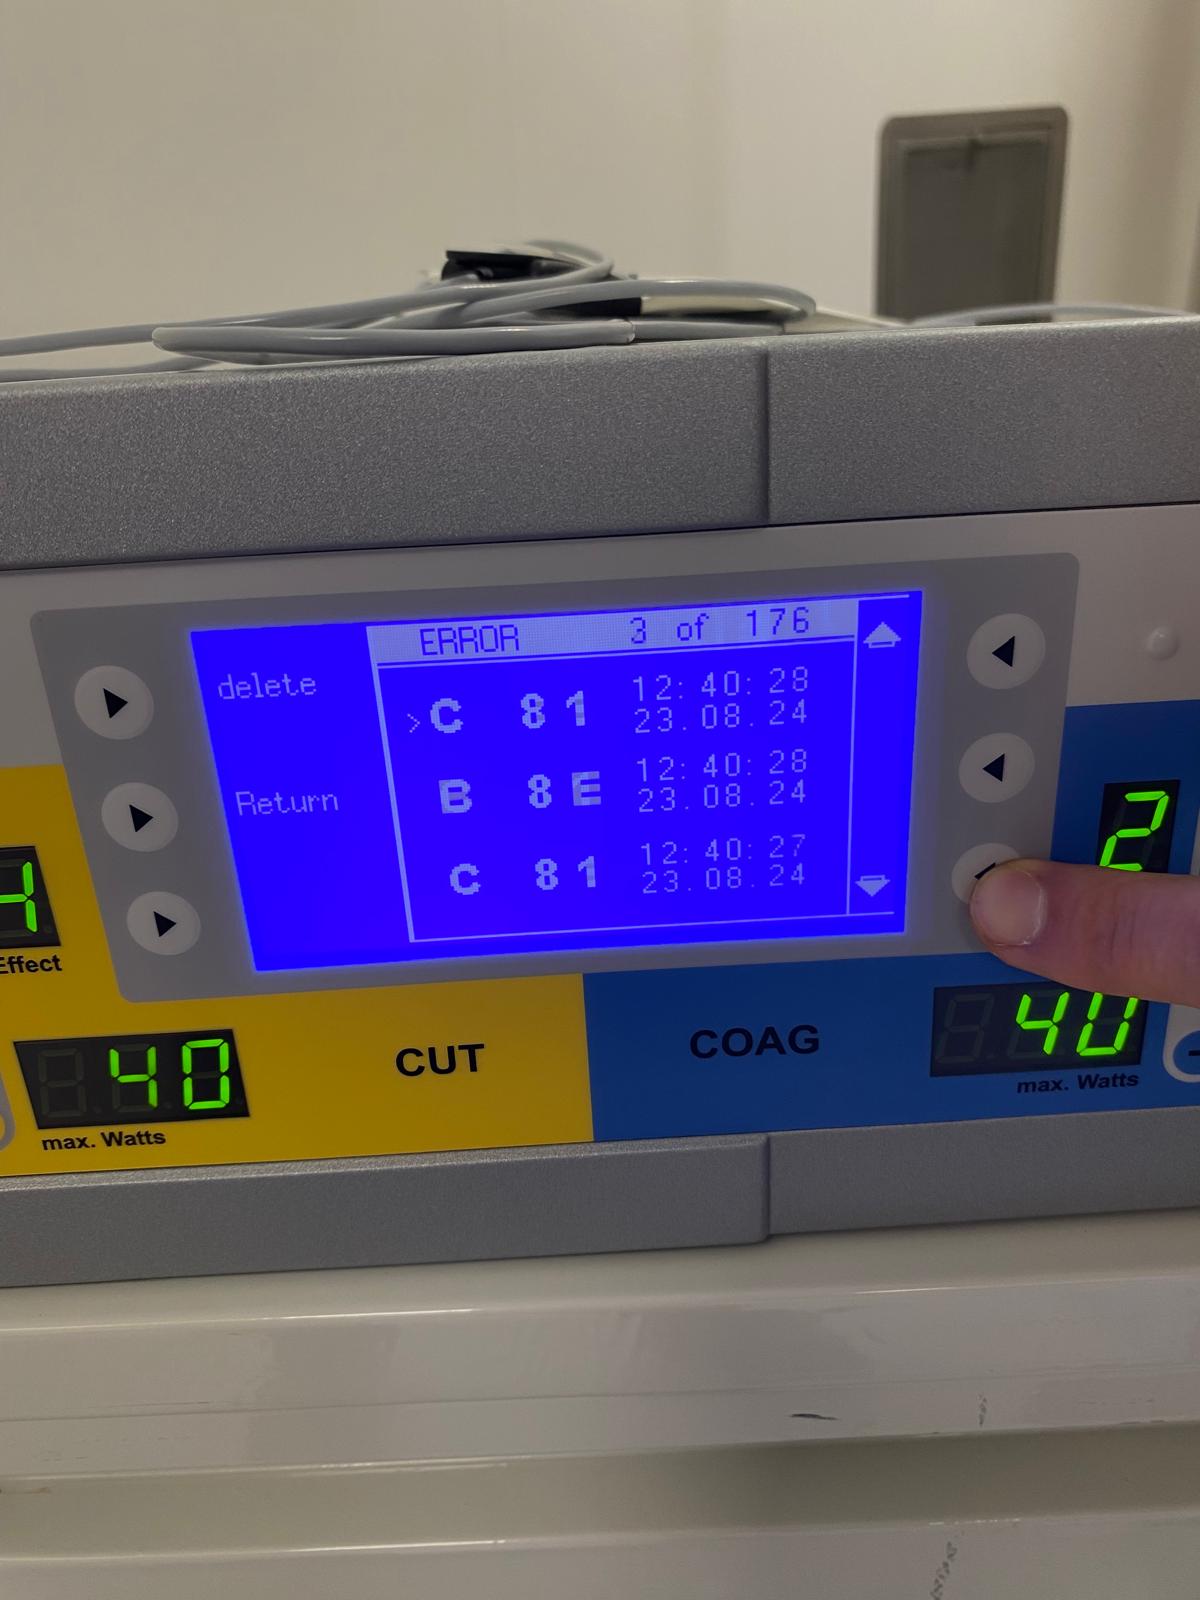 ERROR 3 of 176
delete
>C 81 12:40:28
23.08.24
Return
B 8E 12:40:28
23.08.24
C 81 12:40:27
23.08.24
2
4
Effect
CUT
COAG
40
40
max. Watts
max. Watts